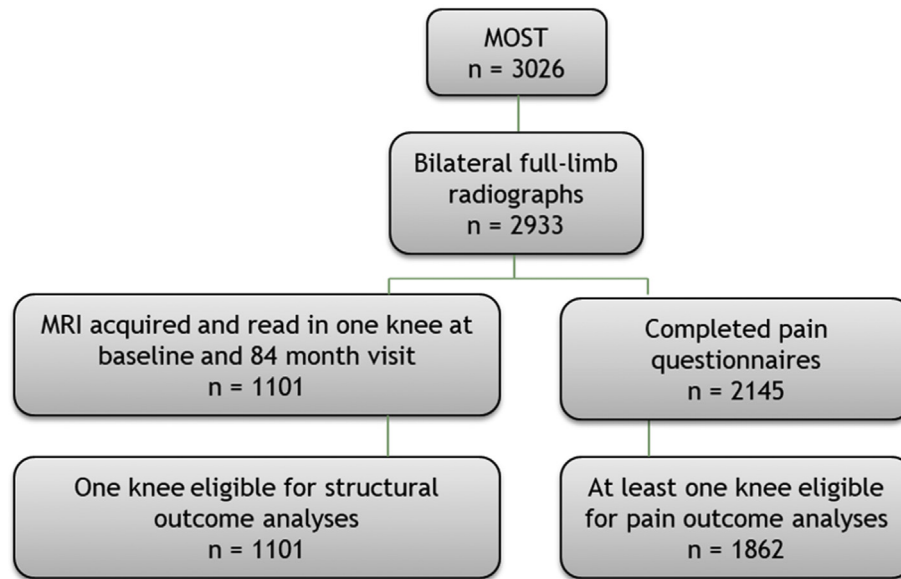 MOST
n = 3026
Bilateral full-limb
radiographs
n = 2933
MRI acquired and read in one knee at
baseline and 84 month visit
n = 1101
Completed pain
questionnaires
n = 2145
One knee eligible for structural
outcome analyses
n = 1101
At least one knee eligible
for pain outcome analyses
n = 1862